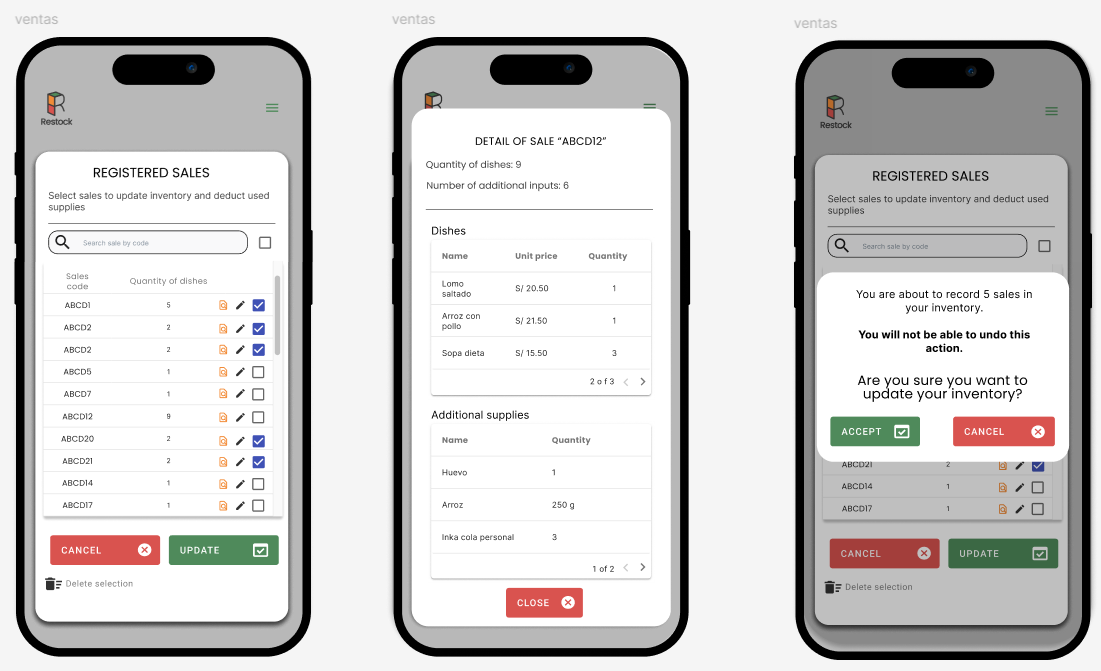 ventas
Restock
REGISTERED SALES
Select sales to update inventory and deduct used
supplies
Search sale by code
Sales
code
Quantity of dishes
ABCD1 5
ABCD2 2
ABCD2 2
ABCD5 1
ABCD7 1
ABCD12 9
ABCD20 2
ABCD21 2
ABCD14 1
ABCD17 1
CANCEL UPDATE
Delete selection
ventas
DETAIL OF SALE “ABCD12”
Quantity of dishes: 9
Number of additional inputs: 6
Dishes
Name Unit price Quantity
Lomo
saltado
S/ 20.50 1
Arroz con
pollo
S/ 21.50 1
Sopa dieta S/ 15.50 3
2 of 3
Additional supplies
Name Quantity
Huevo 1
Arroz 250 g
Inka cola personal 3
1 of 2
CLOSE
ventas
Restock
REGISTERED SALES
Select sales to update inventory and deduct used
supplies
Search sale by code
You are about to record 5 sales in
your inventory.
You will not be able to undo this
action.
Are you sure you want to
update your inventory?
ACCEPT CANCEL
ABCD21 2
ABCD14 1
ABCD17 1
CANCEL UPDATE
Delete selection